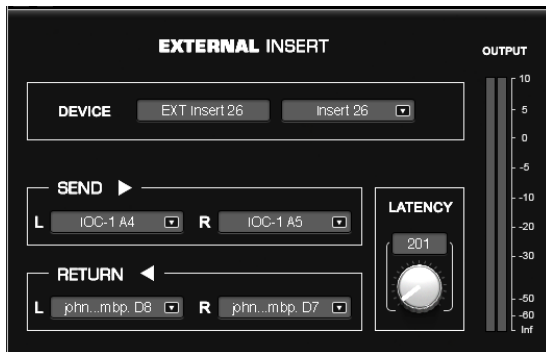 EXTERNAL INSERT
OUTPUT
DEVICE EXT Insert 26 Insert 26
SEND
L IOC-1 A4 R IOC-1 A5
RETURN
L john...mbp. D8 R john...mbp. D7
LATENCY
201
10
5
0
-5
-10
-20
-30
-50
-60
Inf